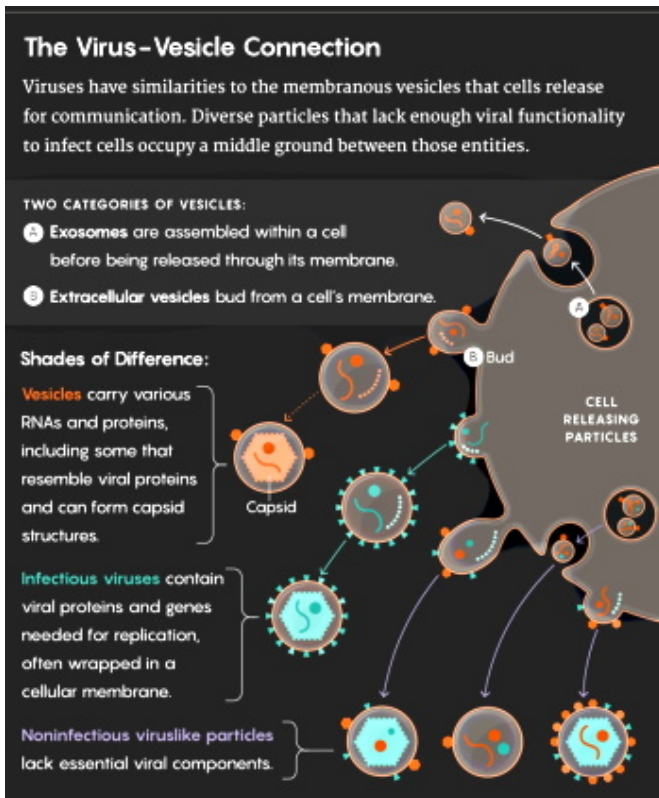 The Virus–Vesicle Connection
Viruses have similarities to the membranous vesicles that cells release
for communication. Diverse particles that lack enough viral functionality
to infect cells occupy a middle ground between those entities.
TWO CATEGORIES OF VESICLES:
A Exosomes are assembled within a cell
before being released through its membrane.
B Extracellular vesicles bud from a cell's membrane.
A
B Bud
CELL
RELEASING
PARTICLES
Shades of Difference:
Vesicles carry various
RNAs and proteins,
including some that
resemble viral proteins
and can form capsid
structures.
Capsid
Infectious viruses contain
viral proteins and genes
needed for replication,
often wrapped in a
cellular membrane.
Noninfectious viruslike particles
lack essential viral components.